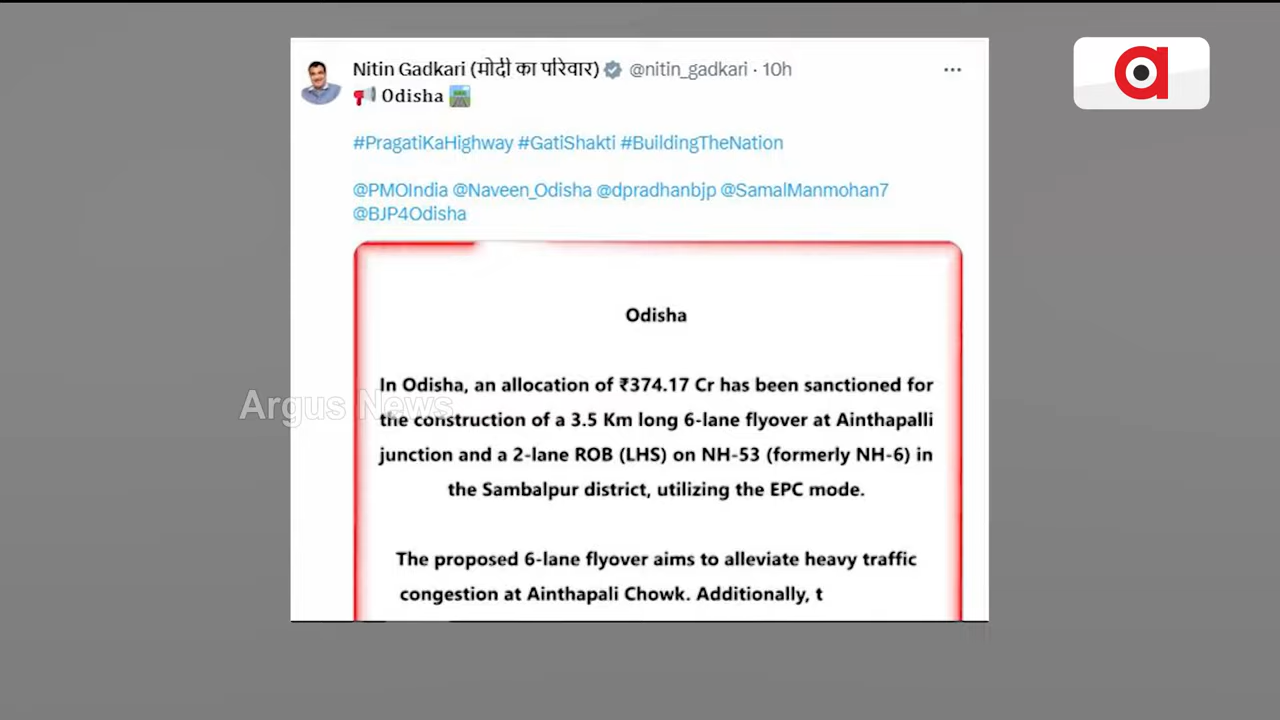 Nitin Gadkari (मोदी का परिवार) @nitin_gadkari · 10h
Odisha
#PragatiKaHighway #GatiShakti #BuildingTheNation
@PMOIndia @Naveen_Odisha @dpradhanbjp @SamalManmohan7
@BJP4Odisha
Odisha
In Odisha, an allocation of ₹374.17 Cr has been sanctioned for
Argus News
the construction of a 3.5 Km long 6-lane flyover at Ainthapalli
junction and a 2-lane ROB (LHS) on NH-53 (formerly NH-6) in
the Sambalpur district, utilizing the EPC mode.
The proposed 6-lane flyover aims to alleviate heavy traffic
congestion at Ainthapali Chowk. Additionally, t